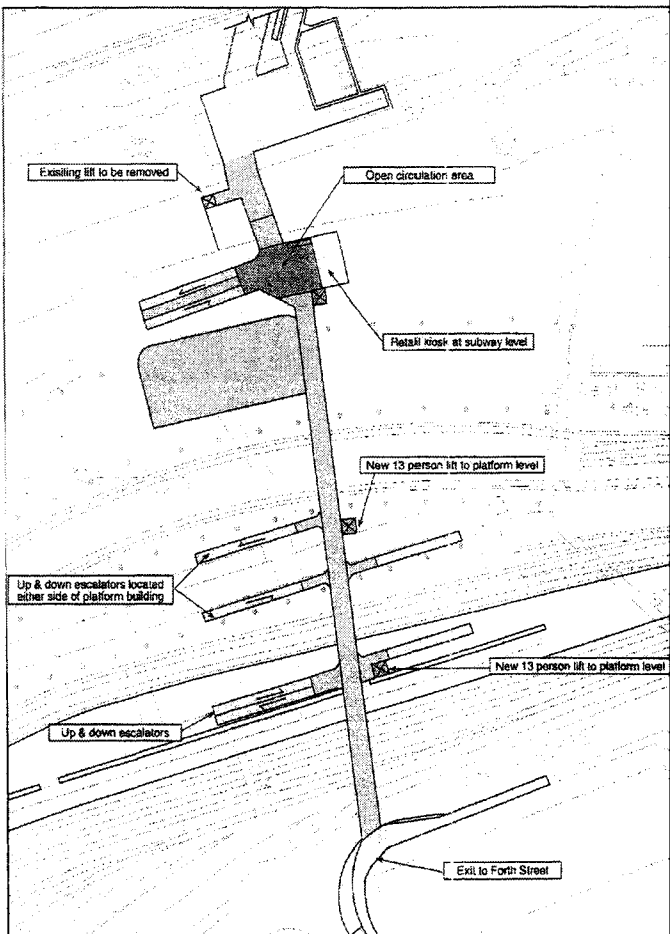 Exisiting lift to be removed
Open circulation area
Retail kiosk at subway level
New 13 person lift to platform level
Up & down escalators located
either side of platform building
New 13 person lift to platform level
Up & down escalators
Exit to Forth Street